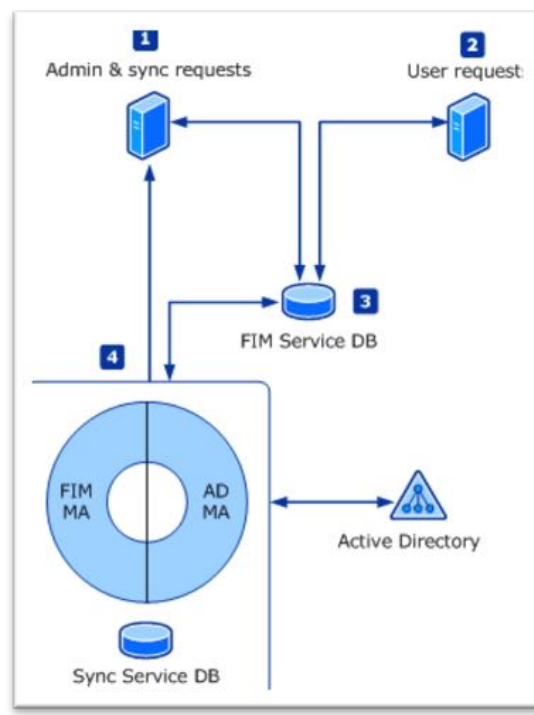 1
Admin & sync requests
2
User request
3
FIM Service DB
4
FIM
MA
AD
MA
Active Directory
Sync Service DB